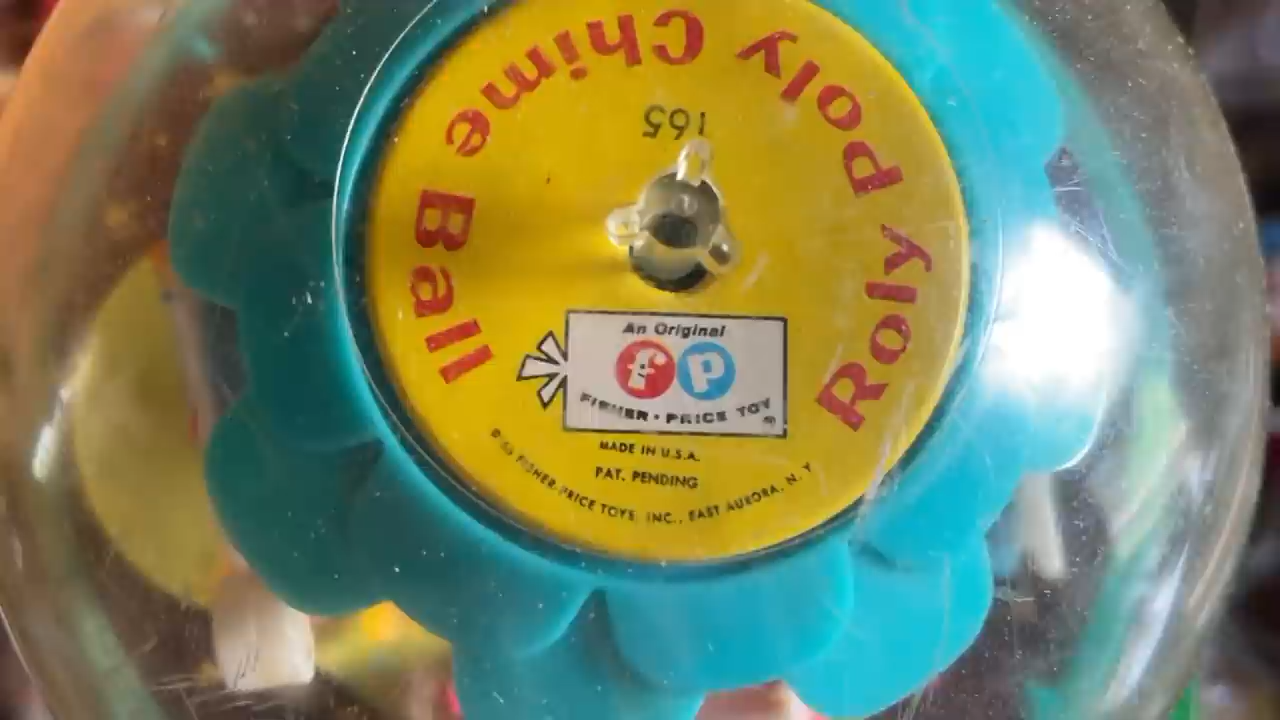 Roly Poly Chime Ball
165
An Original
fp
FISHER·PRICE TOY
®
MADE IN U.S.A.
PAT. PENDING
FISHER-PRICE TOYS, INC., EAST AURORA, N. Y